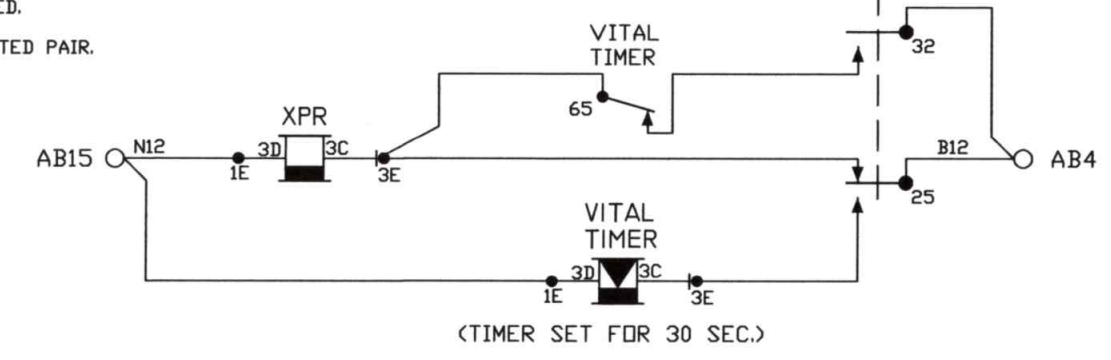 ED.
TED PAIR.
VITAL
TIMER
32
65
XPR
AB15
N12
3D
3C
1E
3E
B12
AB4
25
VITAL
TIMER
3D
3C
1E
3E
(TIMER SET FOR 30 SEC.)